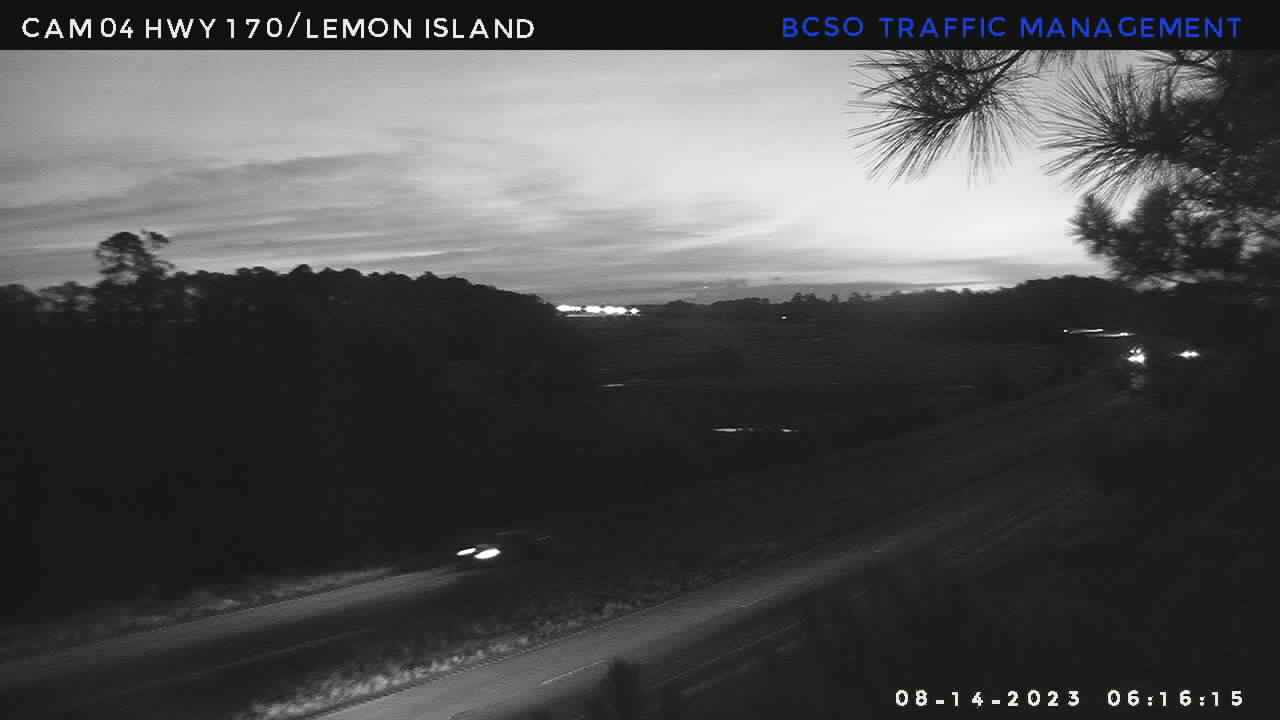 CAM04 HWY 170/LEMON ISLAND
BCSO TRAFFIC MANAGEMENT
08-14-2023 06:16:15